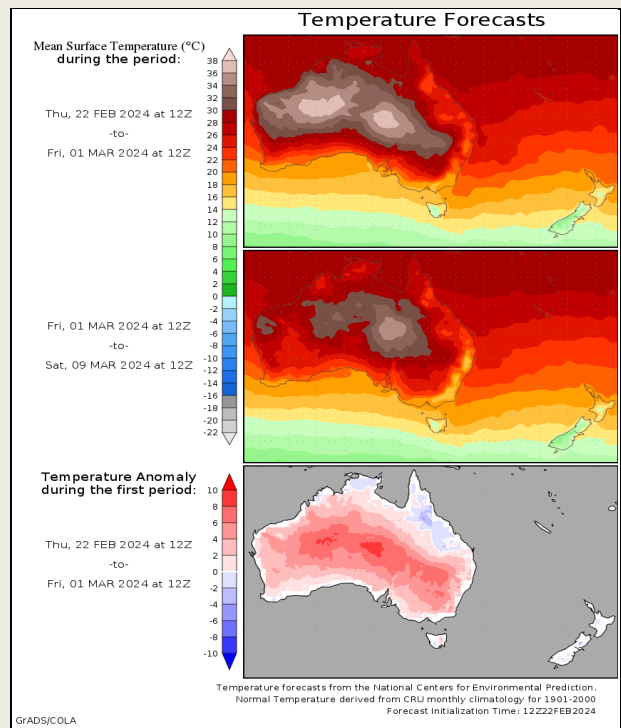 Temperature Forecasts
Mean Surface Temperature (°C)
during the period:
Thu, 22 FEB 2024 at 12Z
-to-
Fri, 01 MAR 2024 at 12Z
38
36
34
32
30
28
26
24
22
20
18
16
14
12
10
8
6
4
2
0
-2
-4
-6
-8
-10
-12
-14
-16
-18
-20
-22
Fri, 01 MAR 2024 at 12Z
-to-
Sat, 09 MAR 2024 at 12Z
Temperature Anomaly
during the first period:
Thu, 22 FEB 2024 at 12Z
-to-
Fri, 01 MAR 2024 at 12Z
10
8
6
4
2
0
-2
-4
-6
-8
-10
Temperature forecasts from the National Centers for Environmental Prediction.
Normal Temperature derived from CRU monthly climatology for 1901-2000
Forecast Initialization Time: 12Z22FEB2024
GrADS/COLA